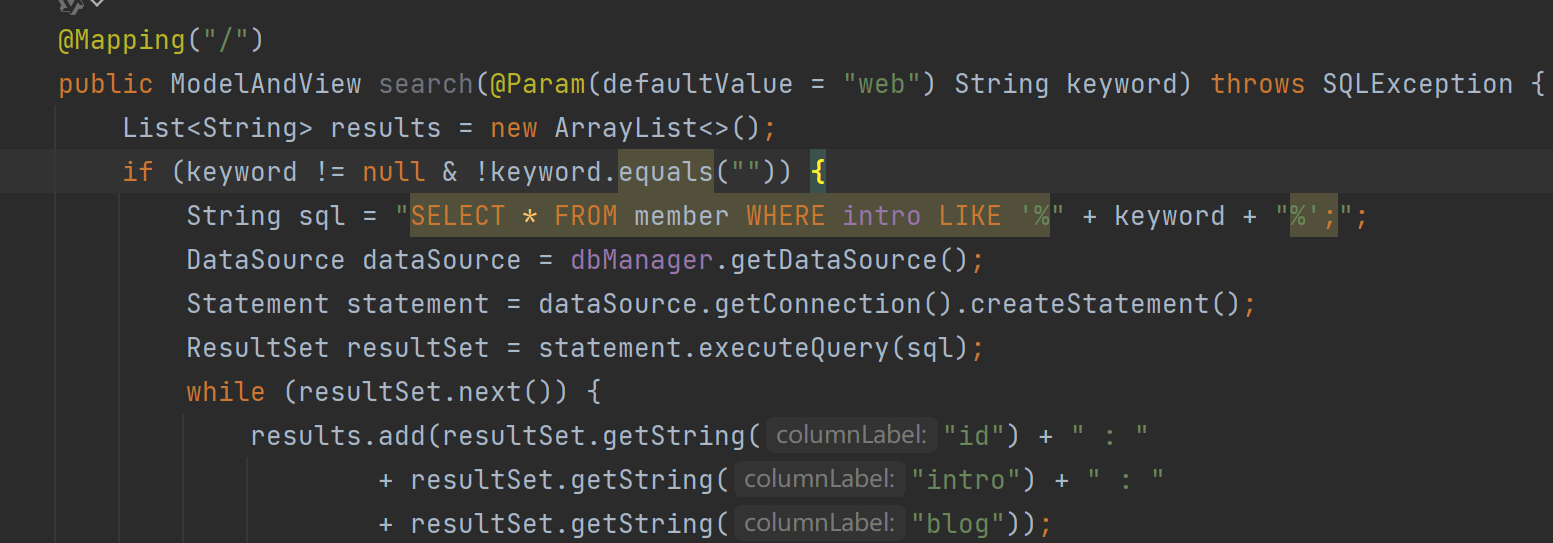 @Mapping("/")
public ModelAndView search(@Param(defaultValue = "web") String keyword) throws SQLException {
List<String> results = new ArrayList<>();
if (keyword != null & !keyword.equals("")) {
String sql = "SELECT * FROM member WHERE intro LIKE '%" + keyword + "%';";
DataSource dataSource = dbManager.getDataSource();
Statement statement = dataSource.getConnection().createStatement();
ResultSet resultSet = statement.executeQuery(sql);
while (resultSet.next()) {
results.add(resultSet.getString( columnLabel: "id") + " : "
+ resultSet.getString( columnLabel: "intro") + " : "
+ resultSet.getString( columnLabel: "blog"));